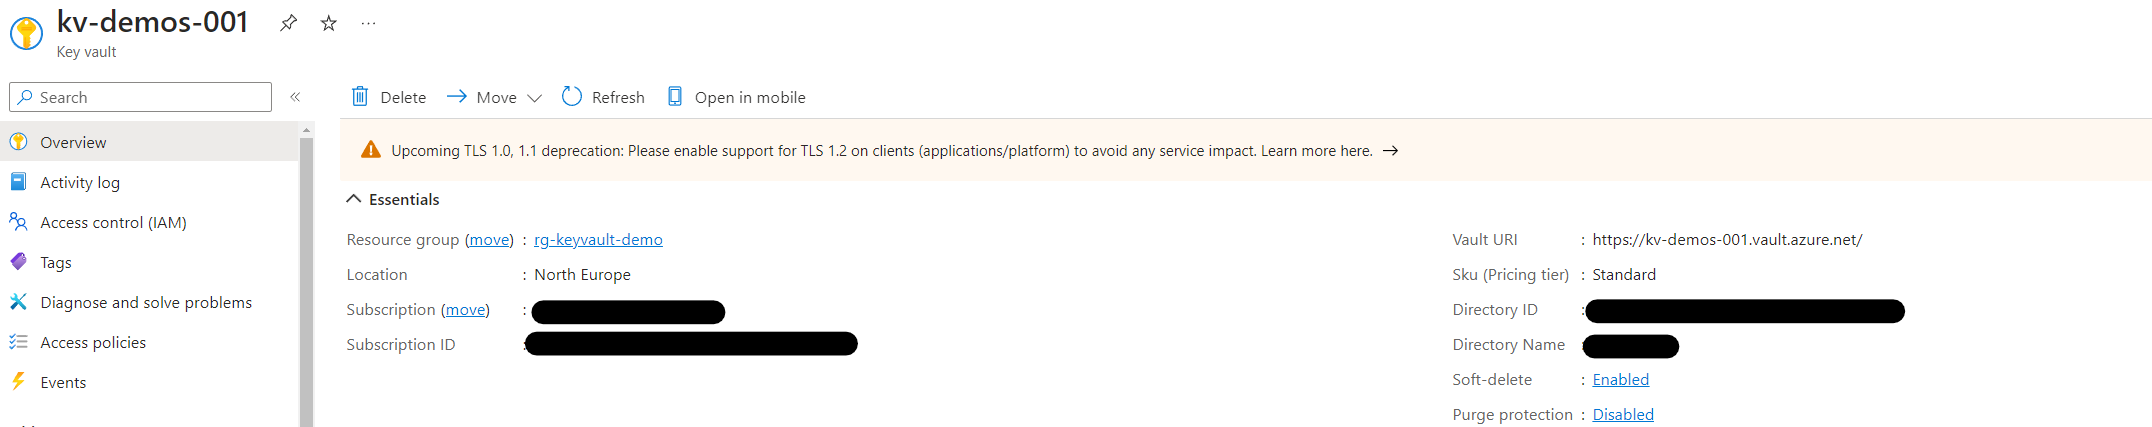 kv-demos-001
Key vault
Search
«
Delete Move Refresh Open in mobile
Overview
Activity log
Access control (IAM)
Tags
Diagnose and solve problems
Access policies
Events
Upcoming TLS 1.0, 1.1 deprecation: Please enable support for TLS 1.2 on clients (applications/platform) to avoid any service impact. Learn more here. →
Essentials
Resource group (move) : rg-keyvault-demo
Location : North Europe
Subscription (move) :
Subscription ID :
Vault URI : https://kv-demos-001.vault.azure.net/
Sku (Pricing tier) : Standard
Directory ID :
Directory Name :
Soft-delete : Enabled
Purge protection : Disabled